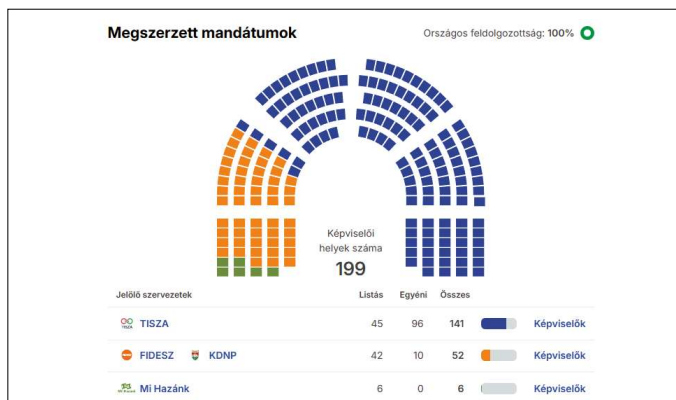 Megszerzett mandátumok
Országos feldolgozottság: 100%
Képviselői
helyek száma
199
Jelölő szervezetek Listás Egyéni Összes
TISZA TISZA 45 96 141 Képviselők
FIDESZ KDNP 42 10 52 Képviselők
Mi Hazánk 6 0 6 Képviselők